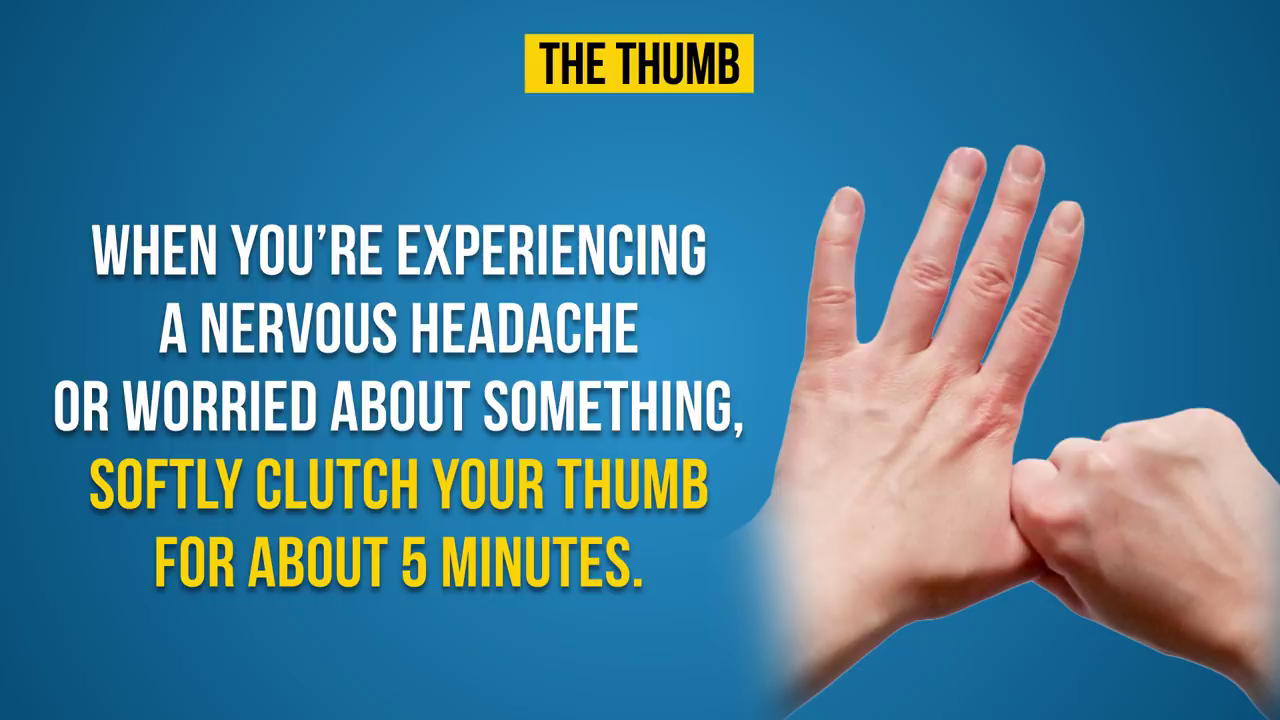 THE THUMB
WHEN YOU'RE EXPERIENCING
A NERVOUS HEADACHE
OR WORRIED ABOUT SOMETHING,
SOFTLY CLUTCH YOUR THUMB
FOR ABOUT 5 MINUTES.